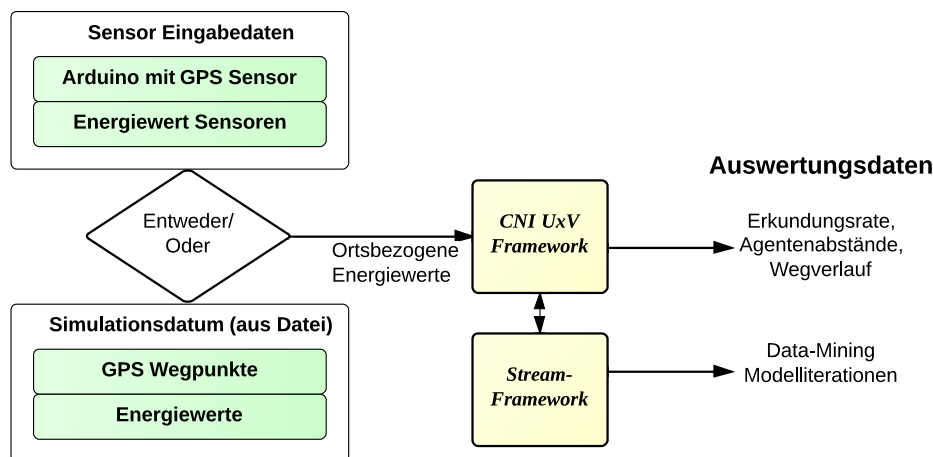 Sensor Eingabedaten
Arduino mit GPS Sensor
Energiewert Sensoren
Entweder/
Oder
Ortsbezogene
Energiewerte
Simulationsdatum (aus Datei)
GPS Wegpunkte
Energiewerte
CNI UxV
Framework
Stream-
Framework
Auswertungsdaten
Erkundungsrate,
Agentenabstände,
Wegverlauf
Data-Mining
Modelliterationen